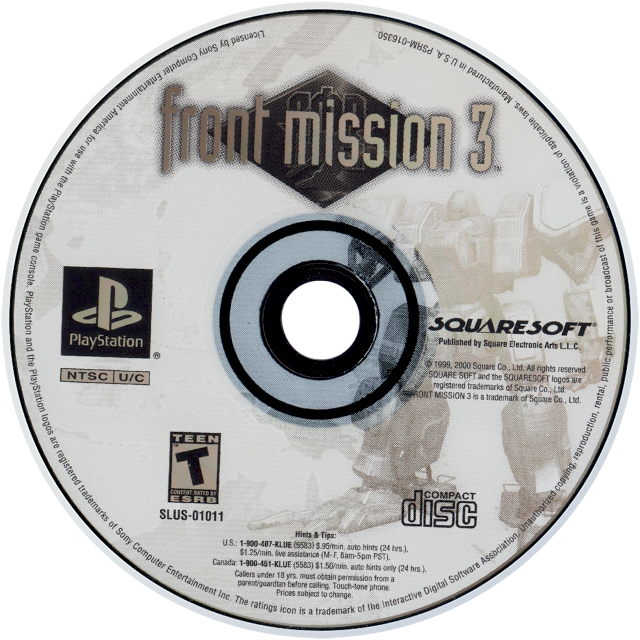 front mission 3™
PlayStation®
NTSC U/C
TEEN
T
CONTENT RATED BY
ESRB
SLUS-01011
SQUARESOFT®
Published by Square Electronic Arts L.L.C.
© 1999, 2000 Square Co., Ltd. All rights reserved.
SQUARE SOFT and the SQUARESOFT logos are
registered trademarks of Square Co., Ltd.
FRONT MISSION 3 is a trademark of Square Co., Ltd.
COMPACT
disc
Hints & Tips:
U.S.: 1-900-407-KLUE (5583) $.95/min. auto hints (24 hrs.),
$1.25/min. live assistance (M-F, 8am-5pm PST).
Canada: 1-900-451-KLUE (5583) $1.50/min. auto hints only (24 hrs.).
Callers under 18 yrs. must obtain permission from a
parent/guardian before calling. Touch-tone phone.
Prices subject to change.
Licensed by Sony Computer Entertainment America for use with the PlayStation game console. PlayStation and the PlayStation logos are registered trademarks of Sony Computer Entertainment Inc. The ratings icon is a trademark of the Interactive Digital Software Association. Unauthorized copying, reproduction, rental, public performance or broadcast of this game is a violation of applicable laws. Manufactured in U.S.A. PSRM-016350